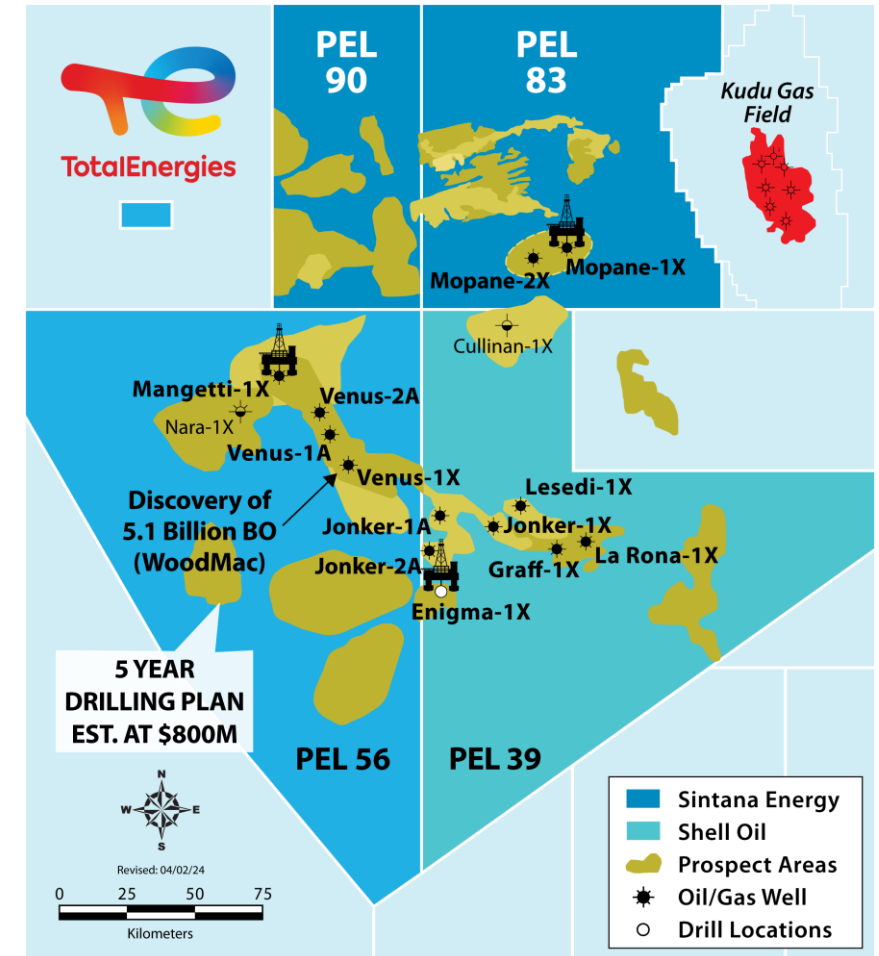 TotalEnergies
PEL
90
PEL
83
Kudu Gas
Field
Mopane-2X
Mopane-1X
Cullinan-1X
Mangetti-1X
Nara-1X
Venus-2A
Venus-1A
Venus-1X
Discovery of
5.1 Billion BO
(WoodMac)
Lesedi-1X
Jonker-1A
Jonker-1X
Jonker-2A
Graff-1X
La Rona-1X
Enigma-1X
5 YEAR
DRILLING PLAN
EST. AT $800M
PEL 56
PEL 39
N
W
E
S
Revised: 04/02/24
0
25
50
75
Kilometers
Sintana Energy
Shell Oil
Prospect Areas
Oil/Gas Well
Drill Locations